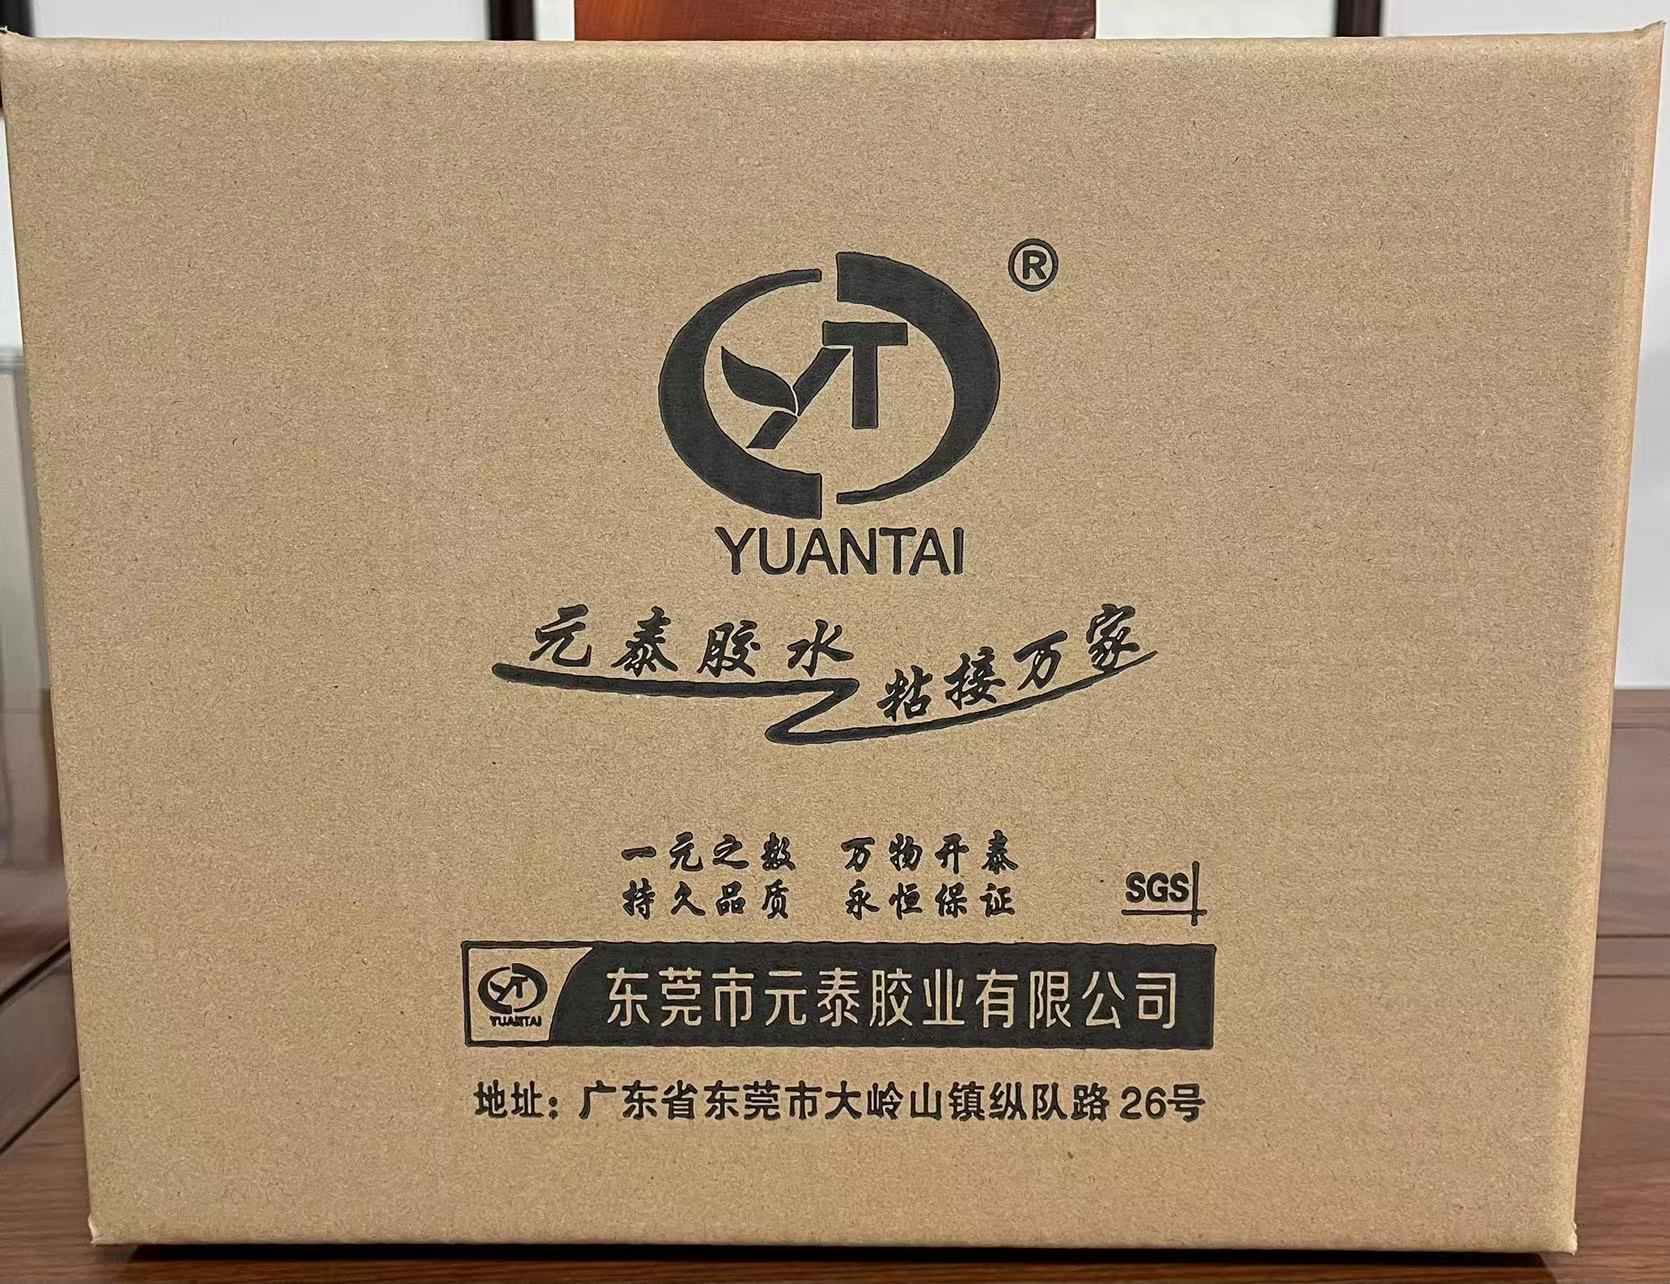 ®
YT
YUANTAI
元泰胶水
粘接万家
一元之数 万物开泰
持久品质 永恒保证
SGS
YT
YUANTAI
东莞市元泰胶业有限公司
地址：广东省东莞市大岭山镇纵队路26号